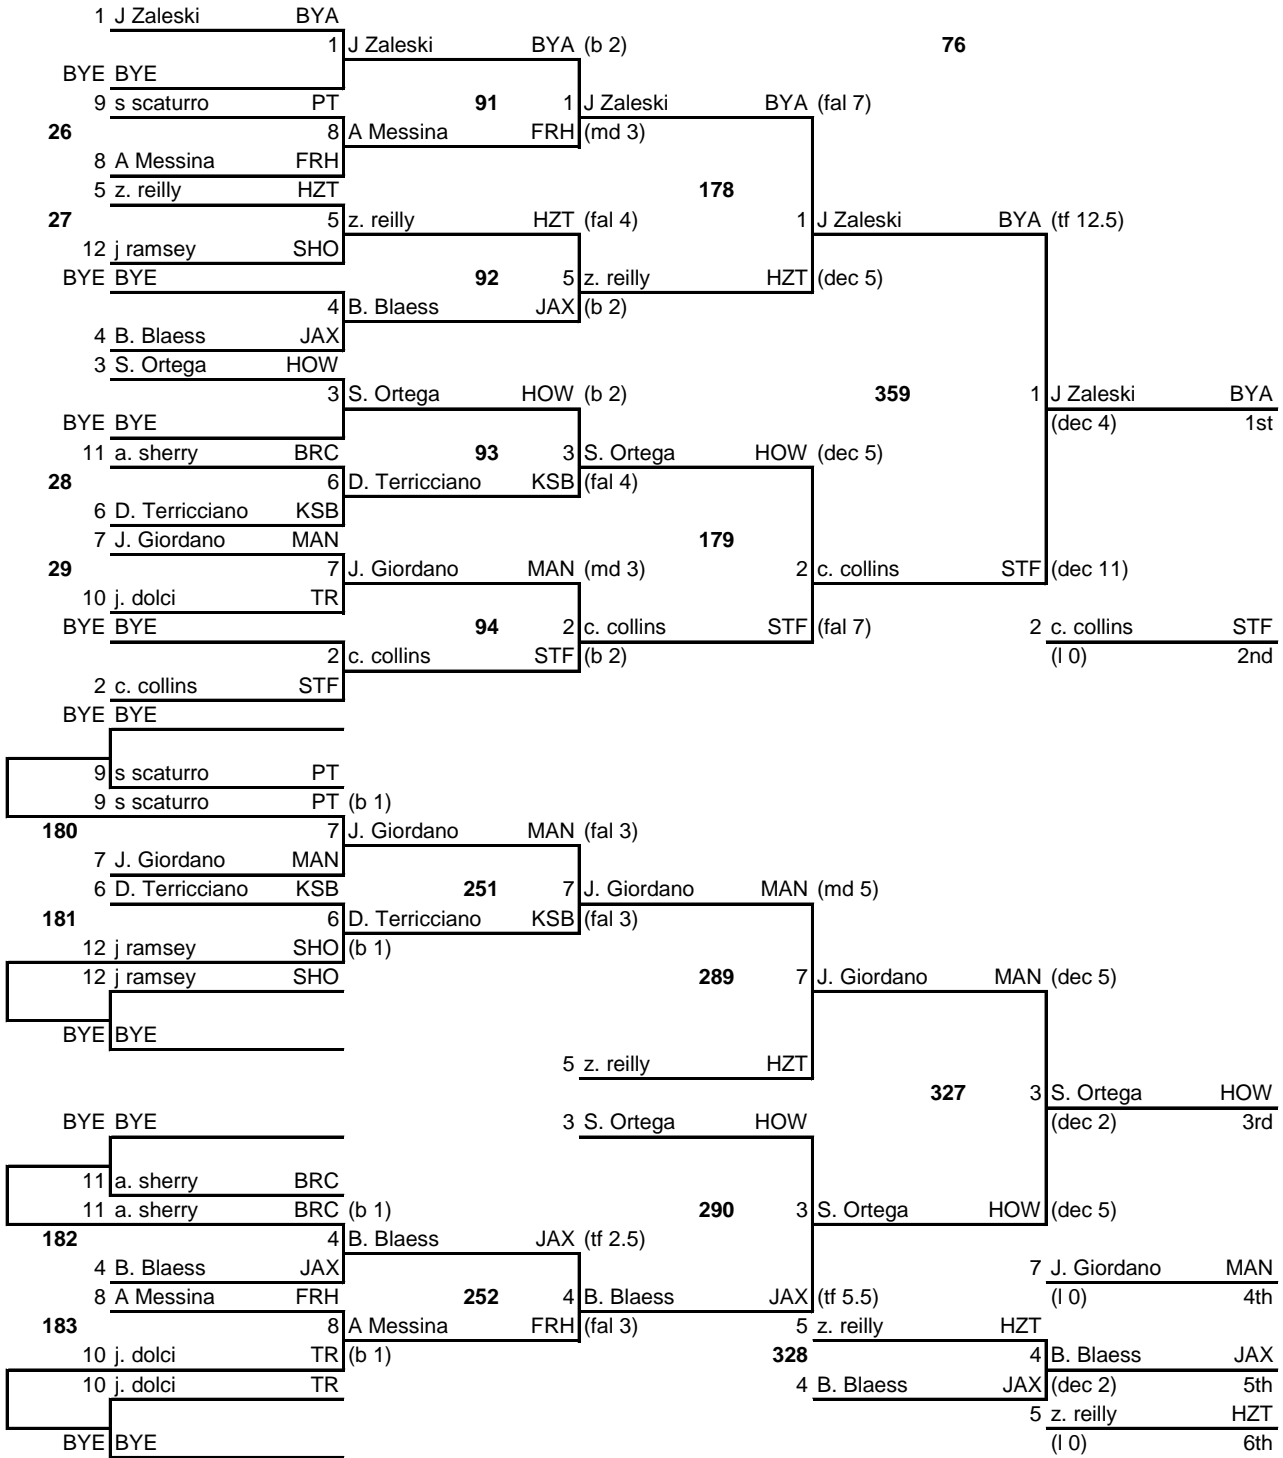 1 J Zaleski BYA
1 J Zaleski BYA (b 2) 76
BYE BYE
9 s scaturro PT 91 1 J Zaleski BYA (fal 7)
26 8 A Messina FRH (md 3)
8 A Messina FRH
5 z. reilly HZT 178
27 5 z. reilly HZT (fal 4) 1 J Zaleski BYA (tf 12.5)
12 j ramsey SHO
BYE BYE 92 5 z. reilly HZT (dec 5)
4 B. Blaess JAX (b 2)
4 B. Blaess JAX
3 S. Ortega HOW
3 S. Ortega HOW (b 2) 359 1 J Zaleski BYA
BYE BYE (dec 4) 1st
11 a. sherry BRC 93 3 S. Ortega HOW (dec 5)
28 6 D. Terricciano KSB (fal 4)
6 D. Terricciano KSB
7 J. Giordano MAN 179
29 7 J. Giordano MAN (md 3) 2 c. collins STF (dec 11)
10 j. dolci TR
BYE BYE 94 2 c. collins STF (fal 7) 2 c. collins STF
2 c. collins STF (b 2) (l 0) 2nd
2 c. collins STF
BYE BYE
9 s scaturro PT
9 s scaturro PT (b 1)
180 7 J. Giordano MAN (fal 3)
7 J. Giordano MAN
6 D. Terricciano KSB 251 7 J. Giordano MAN (md 5)
181 6 D. Terricciano KSB (fal 3)
12 j ramsey SHO (b 1)
12 j ramsey SHO 289 7 J. Giordano MAN (dec 5)
BYE BYE
5 z. reilly HZT
327 3 S. Ortega HOW
BYE BYE 3 S. Ortega HOW (dec 2) 3rd
11 a. sherry BRC
11 a. sherry BRC (b 1) 290 3 S. Ortega HOW (dec 5)
182 4 B. Blaess JAX (tf 2.5)
4 B. Blaess JAX 7 J. Giordano MAN
8 A Messina FRH 252 4 B. Blaess JAX (tf 5.5) (l 0) 4th
183 8 A Messina FRH (fal 3) 5 z. reilly HZT
10 j. dolci TR (b 1) 328 4 B. Blaess JAX
10 j. dolci TR 4 B. Blaess JAX (dec 2) 5th
5 z. reilly HZT
BYE BYE (l 0) 6th